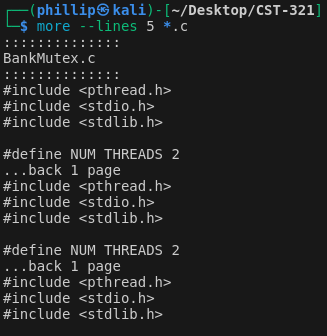 ┌──(phillip㉿kali)-[~/Desktop/CST-321]
└─$ more --lines 5 *.c
::::::::::::::
BankMutex.c
::::::::::::::
#include <pthread.h>
#include <stdio.h>
#include <stdlib.h>

#define NUM THREADS 2
...back 1 page
#include <pthread.h>
#include <stdio.h>
#include <stdlib.h>

#define NUM THREADS 2
...back 1 page
#include <pthread.h>
#include <stdio.h>
#include <stdlib.h>